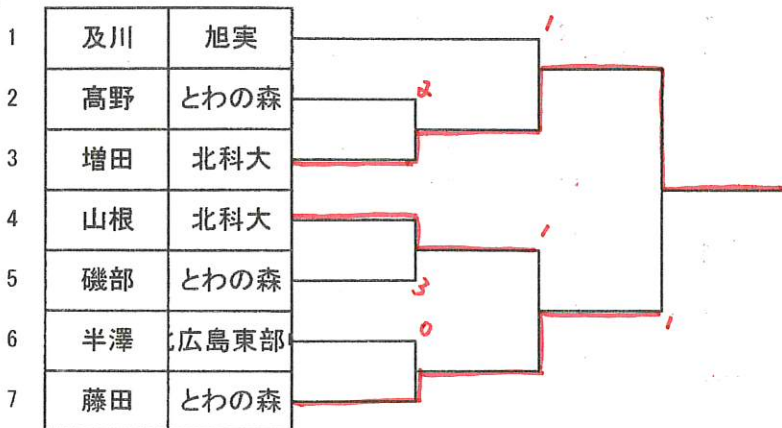 1 及川 旭実
1
2 髙野 とわの森
2
3 増田 北科大
4 山根 北科大
1
5 磯部 とわの森
3
6 半澤 広島東部
0
1
7 藤田 とわの森